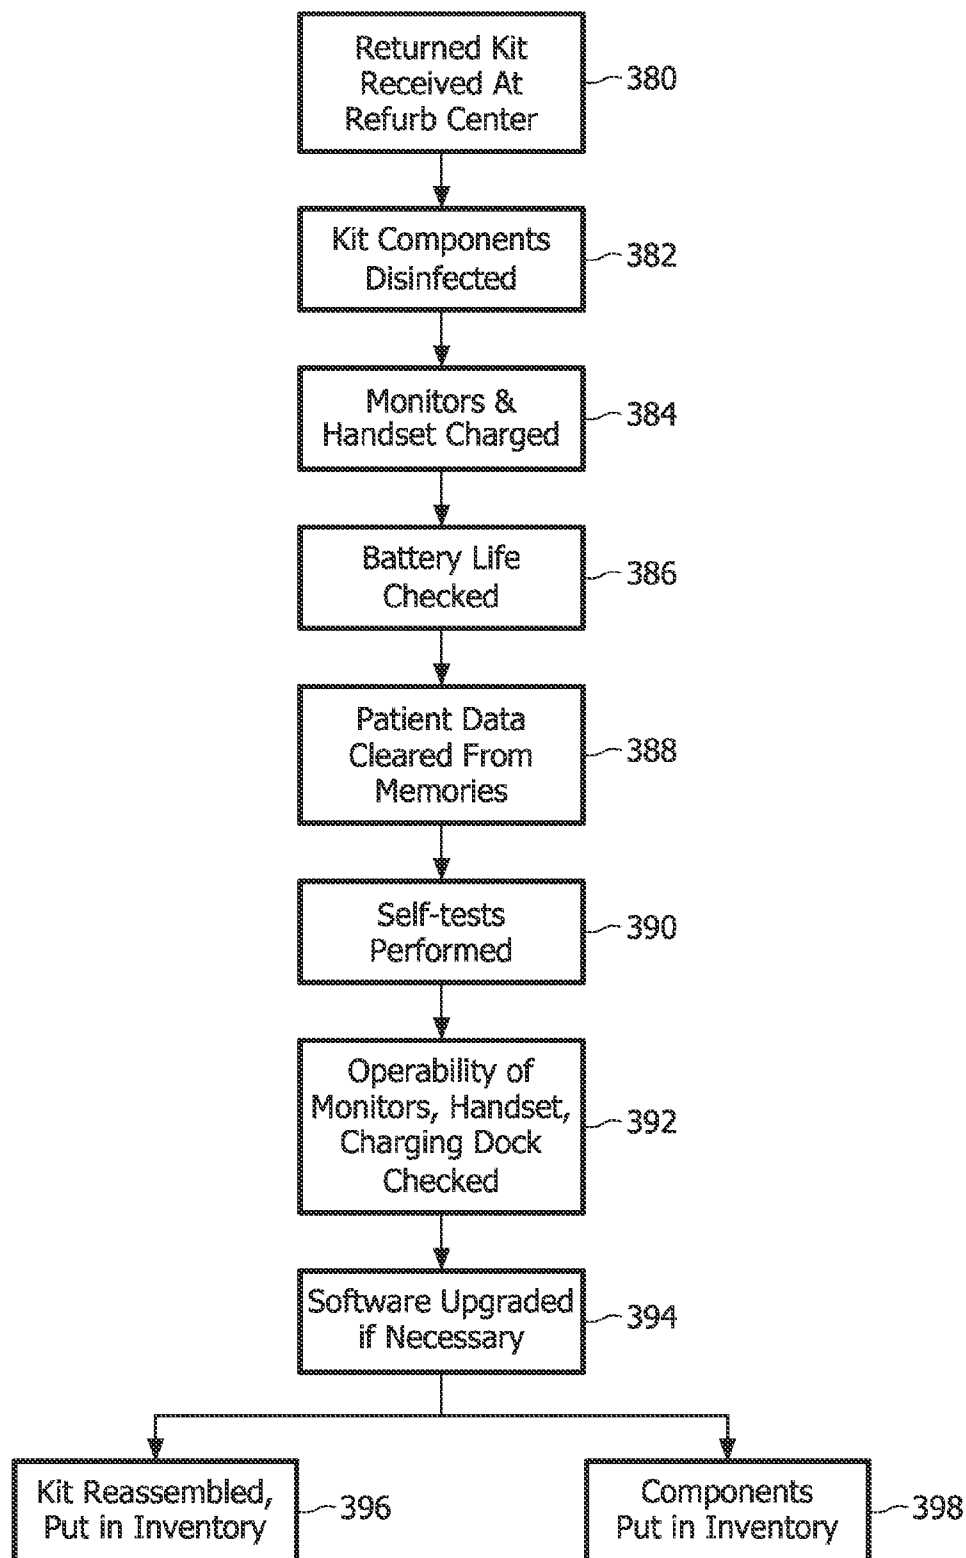 Returned Kit
Received At
Refurb Center
380
Kit Components
Disinfected
382
Monitors &
Handset Charged
384
Battery Life
Checked
386
Patient Data
Cleared From
Memories
388
Self-tests
Performed
390
Operability of
Monitors, Handset,
Charging Dock
Checked
392
Software Upgraded
if Necessary
394
Kit Reassembled,
Put in Inventory
396
Components
Put in Inventory
398